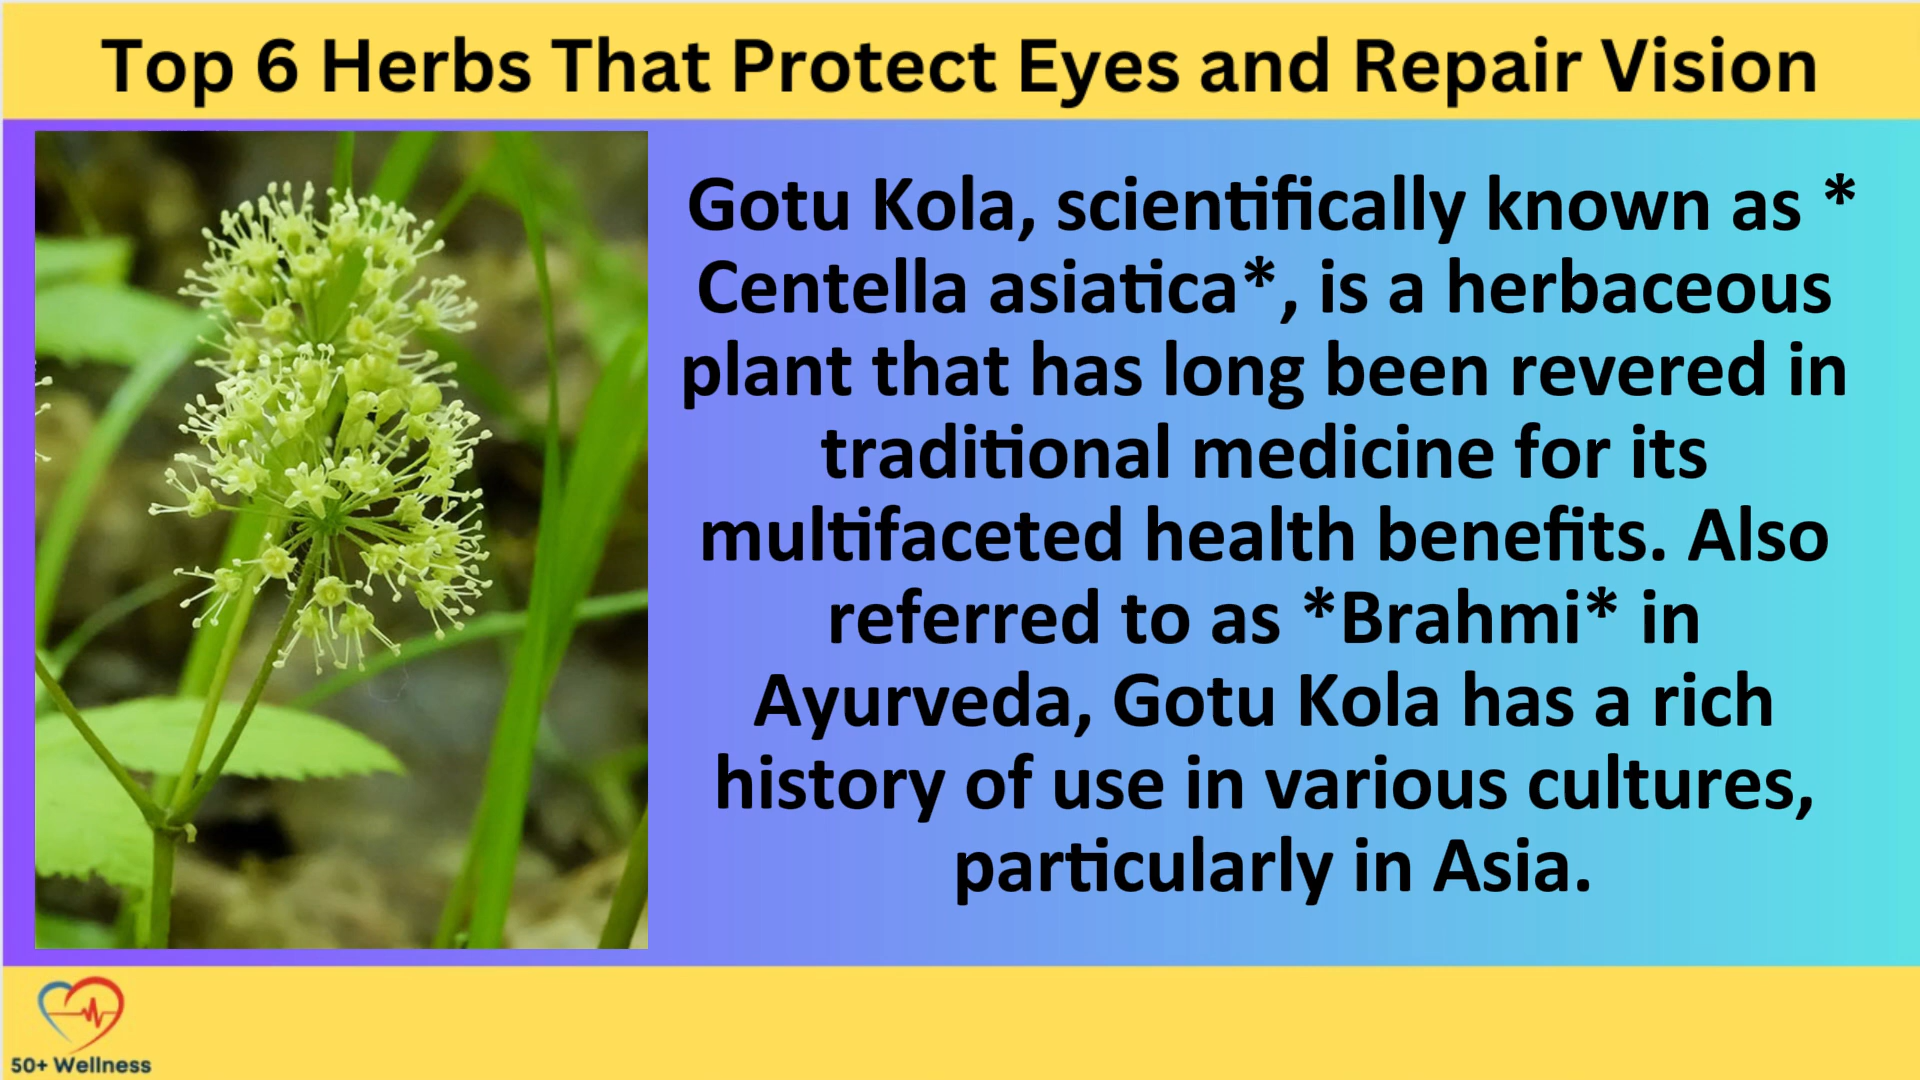 Top 6 Herbs That Protect Eyes and Repair Vision
Gotu Kola, scientifically known as *
Centella asiatica*, is a herbaceous
plant that has long been revered in
traditional medicine for its
multifaceted health benefits. Also
referred to as *Brahmi* in
Ayurveda, Gotu Kola has a rich
history of use in various cultures,
particularly in Asia.
50+ Wellness